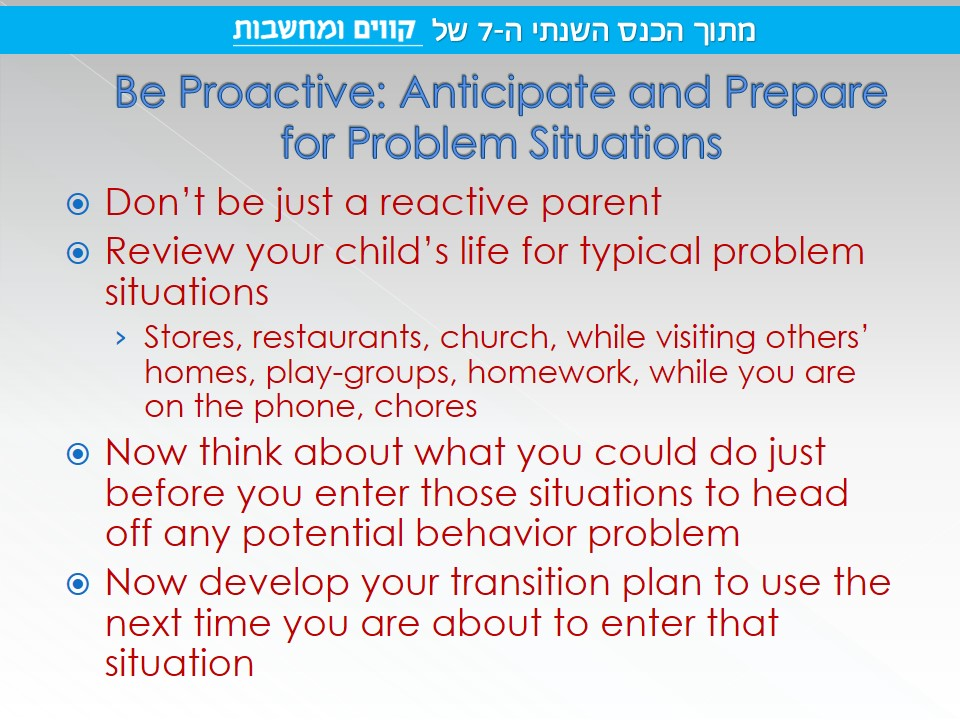 מתוך הכנס השנתי ה-7 של קווים ומחשבות
Be Proactive: Anticipate and Prepare
for Problem Situations
Don’t be just a reactive parent
Review your child’s life for typical problem
situations
Stores, restaurants, church, while visiting others’
homes, play-groups, homework, while you are
on the phone, chores
Now think about what you could do just
before you enter those situations to head
off any potential behavior problem
Now develop your transition plan to use the
next time you are about to enter that
situation